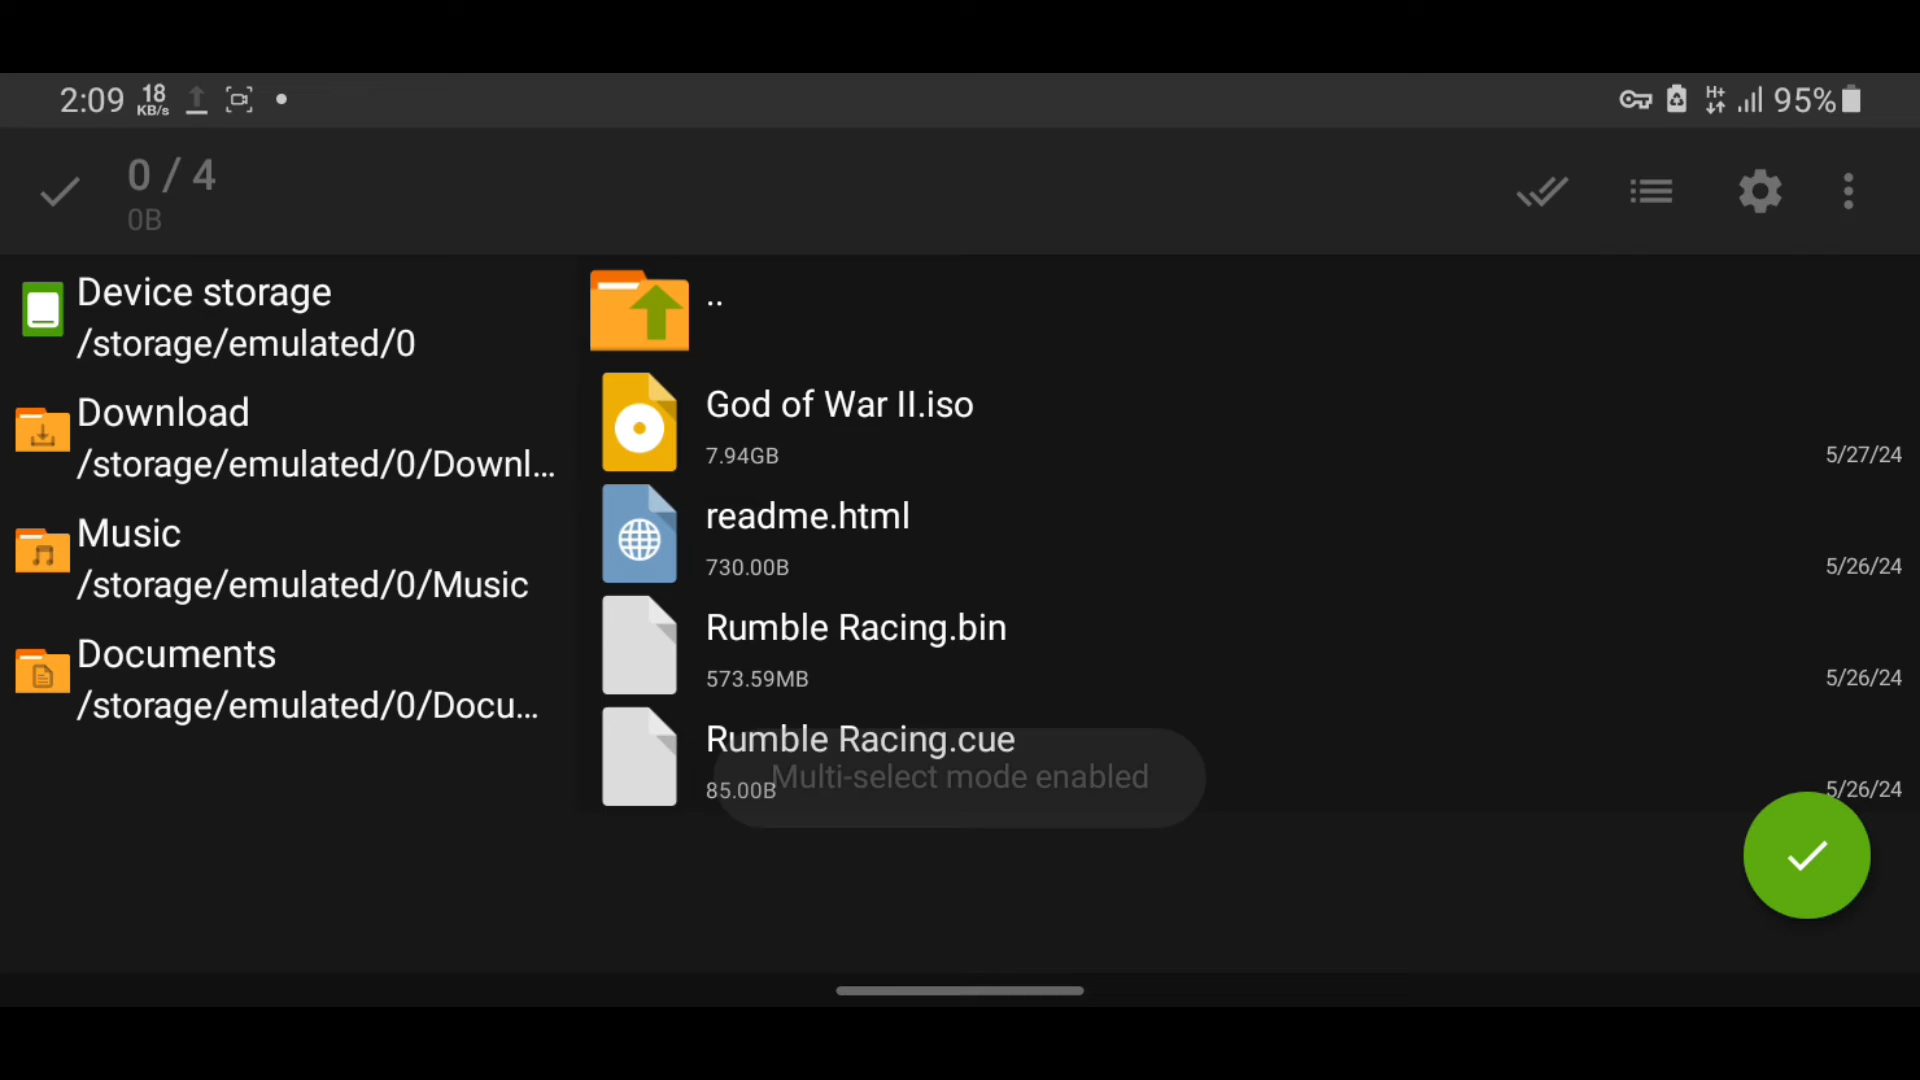 2:09 18 KB/s H+ 95%
0 / 4
0B
Device storage
/storage/emulated/0
Download
/storage/emulated/0/Downl...
Music
/storage/emulated/0/Music
Documents
/storage/emulated/0/Docu...
..
God of War II.iso
7.94GB 5/27/24
readme.html
730.00B 5/26/24
Rumble Racing.bin
573.59MB 5/26/24
Rumble Racing.cue
85.00B 5/26/24
Multi-select mode enabled